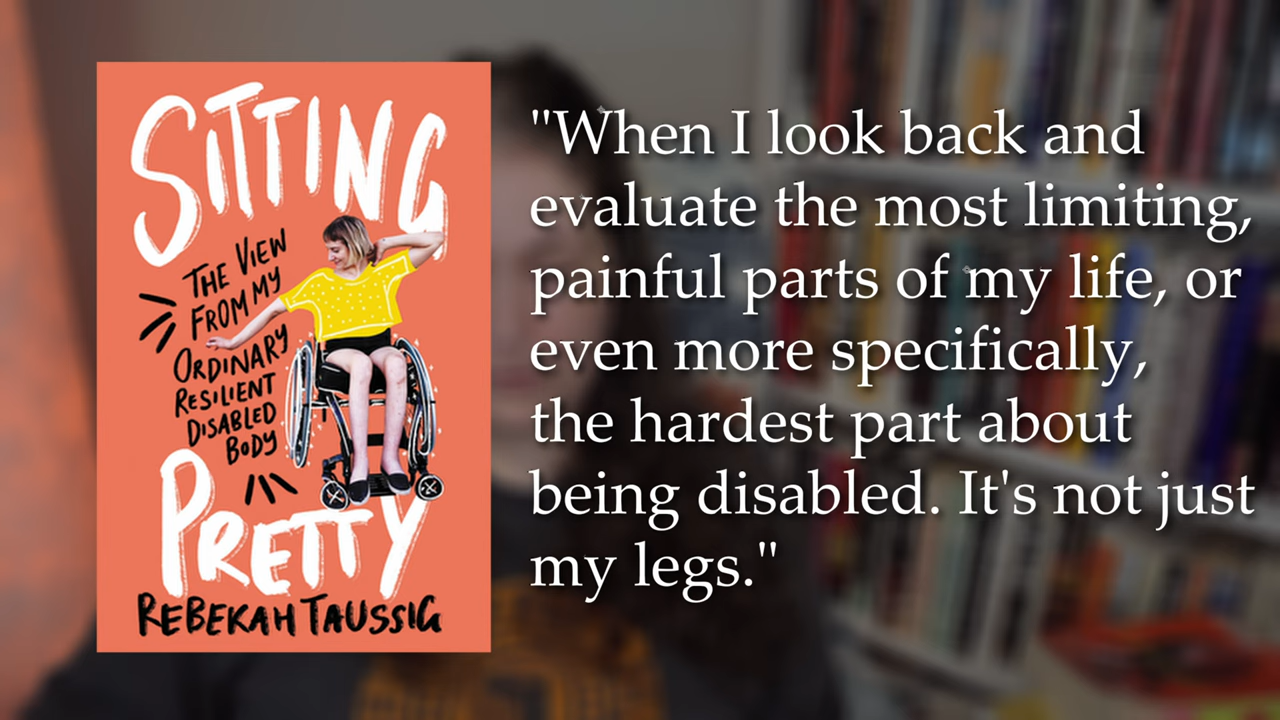 SITTING
THE VIEW
FROM MY
ORDINARY
RESILIENT
DISABLED
BODY
PRETTY
REBEKAH TAUSSIG
"When I look back and
evaluate the most limiting,
painful parts of my life, or
even more specifically,
the hardest part about
being disabled. It's not just
my legs."